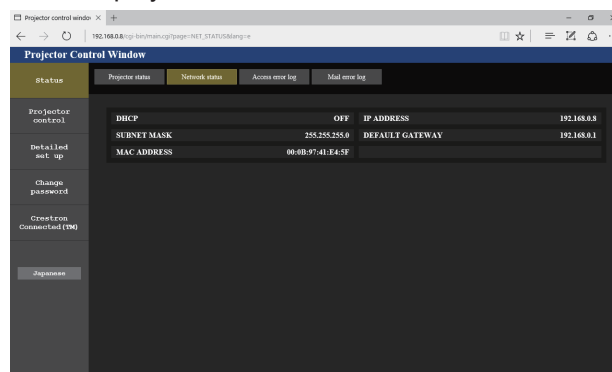 Projector control windov
192.168.0.8/cgi-bin/main.cgi?page=NET_STATUS&lang=e
Projector Control Window
Status
Projector status
Network status
Access error log
Mail error log
Projector
control
Detailed
set up
Change
password
Crestron
Connected(TM)
Japanese
DHCP OFF IP ADDRESS 192.168.0.8
SUBNET MASK 255.255.255.0 DEFAULT GATEWAY 192.168.0.1
MAC ADDRESS 00:0B:97:41:E4:5F